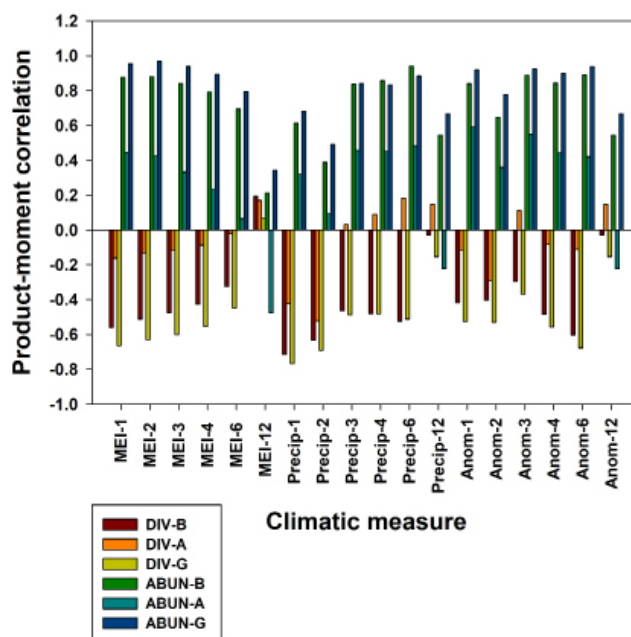 Product-moment correlation
1.2
1.0
0.8
0.6
0.4
0.2
0.0
-0.2
-0.4
-0.6
-0.8
-1.0
MEI-1
MEI-2
MEI-3
MEI-4
MEI-6
MEI-12
Precip-1
Precip-2
Precip-3
Precip-4
Precip-6
Precip-12
Anom-1
Anom-2
Anom-3
Anom-4
Anom-6
Anom-12
Climatic measure
DIV-B
DIV-A
DIV-G
ABUN-B
ABUN-A
ABUN-G